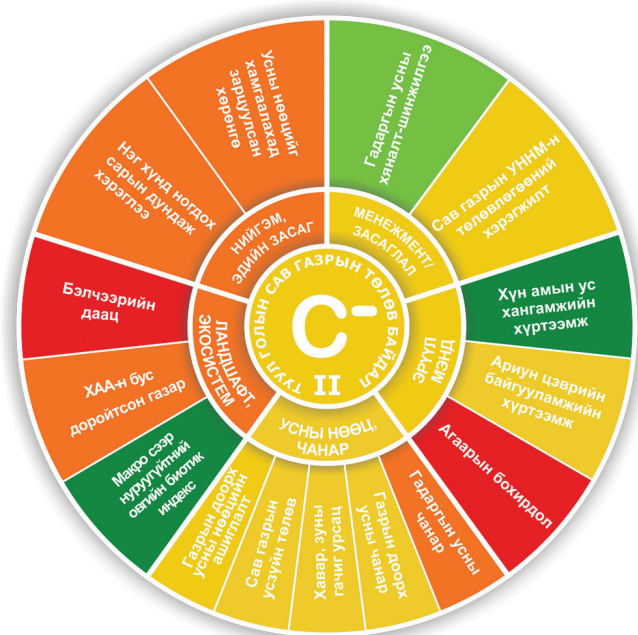 ТУУЛ ГОЛЫН САВ ГАЗРЫН ТӨЛӨВ БАЙДАЛ
C-
II
МЕНЕЖМЕНТ/
ЗАСАГЛАЛ
Гадаргын усны
хяналт-шинжилгээ
Сав газрын УННМ-н
төлөвлөгөөний
хэрэгжилт
ЭРҮҮЛ
МЭНД
Хүн амын ус
хангамжийн
хүртээмж
Ариун цэврийн
байгууламжийн
хүртээмж
Агаарын бохирдол
УСНЫ НӨӨЦ,
ЧАНАР
Гадаргын усны
чанар
Газрын доорх
усны чанар
Хавар, зуны
гачиг урсац
Сав газрын
усзүйн төлөв
Газрын доорх
усны нөөцийн
ашиглалт
ЛАНДШАФТ,
ЭКОСИСТЕМ
Макро сээр
нуруугүйтний
овгийн биотик
индекс
ХАА-н бус
доройтсон газар
Бэлчээрийн
даац
НИЙГЭМ,
ЭДИЙН ЗАСАГ
Нэг хүнд ногдох
сарын дундаж
хэрэглээ
Усны нөөцийг
хамгаалахад
зарцуулсан
хөрөнгө